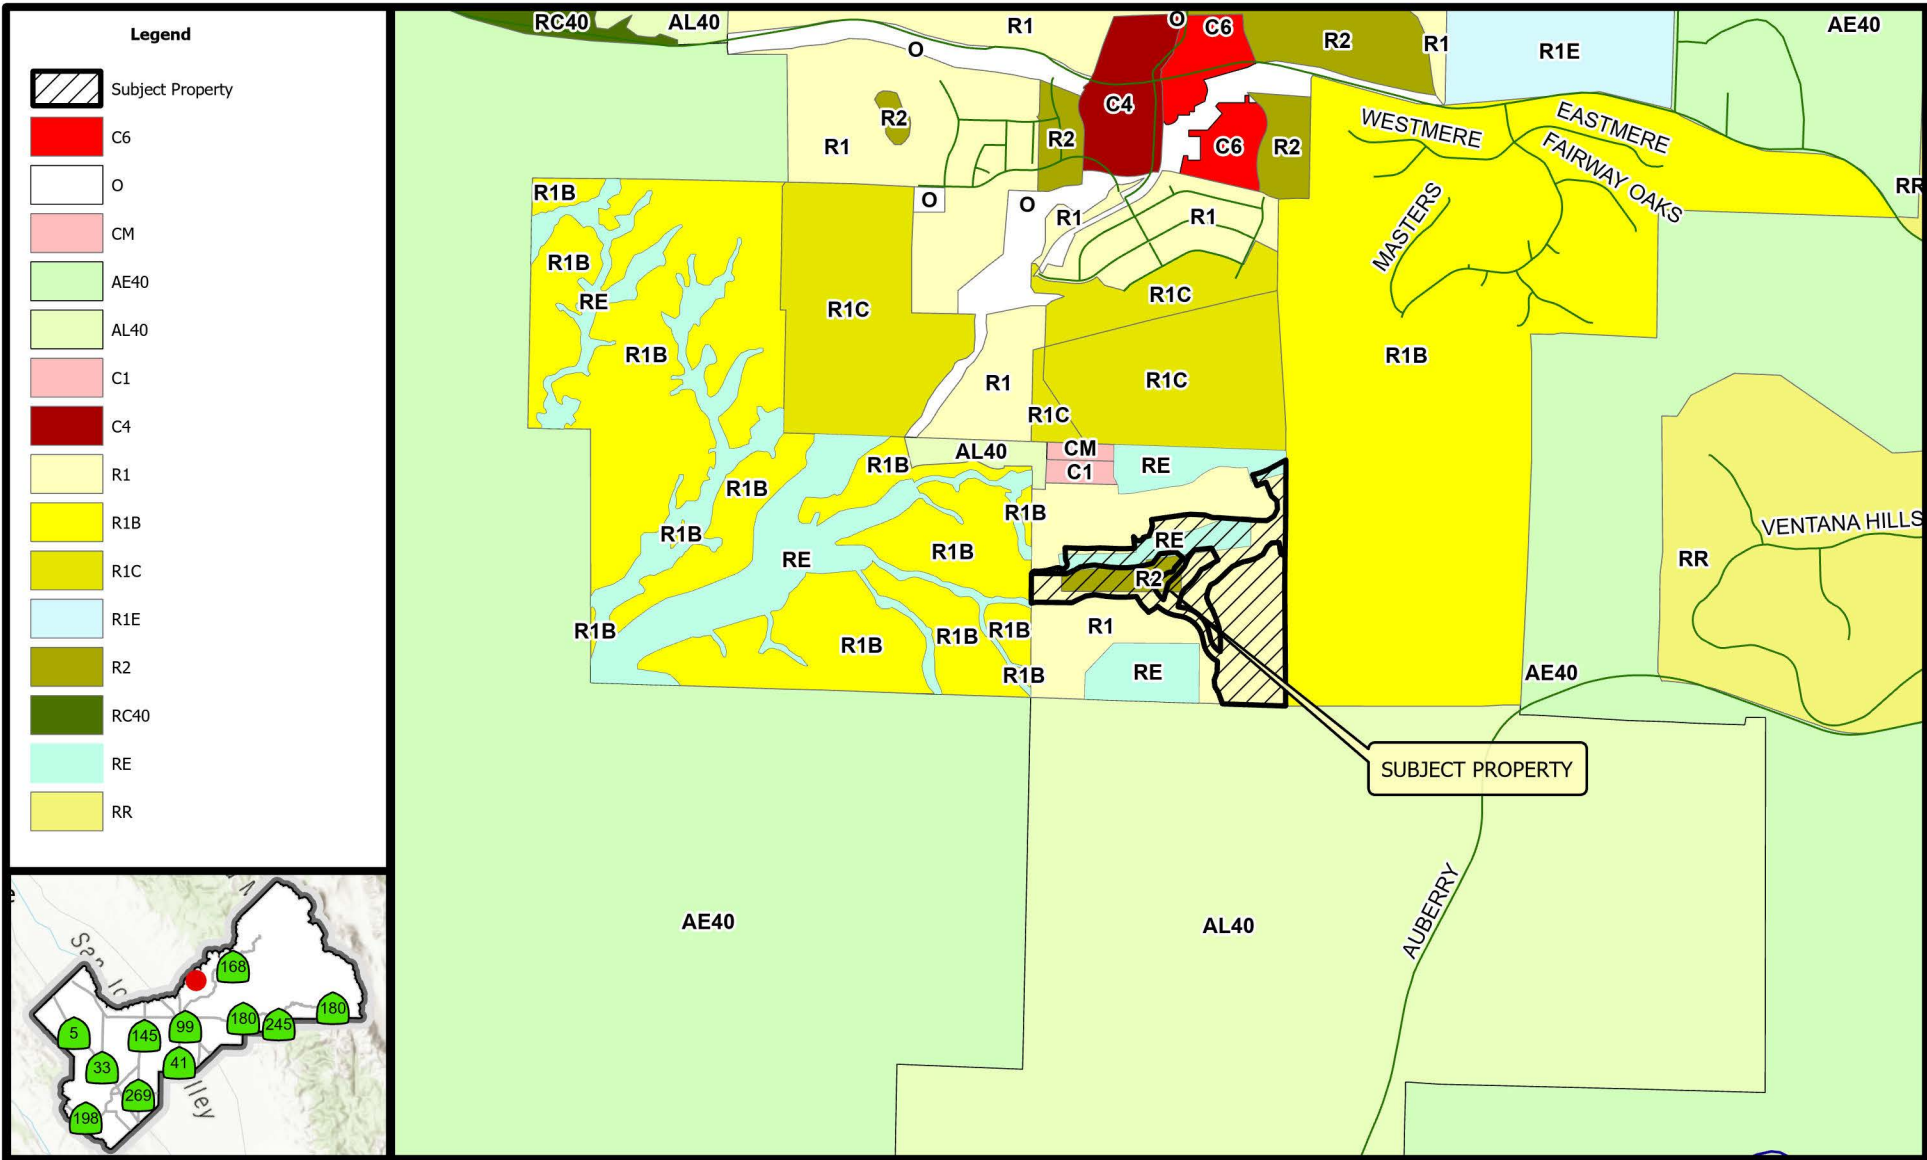 Legend
Subject Property
C6
O
CM
AE40
AL40
C1
C4
R1
R1B
R1C
R1E
R2
RC40
RE
RR
RC40
AL40
R1
O
C6
R2
R1
R1E
AE40
O
C4
R2
R1
R2
C6
R2
WESTMERE
EASTMERE
FAIRWAY OAKS
MASTERS
RR
R1B
O
O
R1
R1
R1B
RE
R1C
R1C
R1B
R1B
R1
R1C
R1C
AL40
CM
C1
RE
R1B
R1B
R1B
R1B
RE
R1B
RE
R2
VENTANA HILLS
RR
R1B
R1B
R1B
R1B
R1
R1B
RE
AE40
SUBJECT PROPERTY
AE40
AL40
AUBERRY
168
180
180
245
5
145
99
33
41
269
198
lley